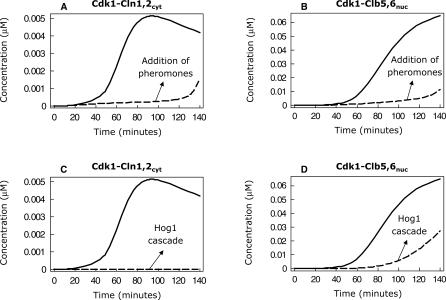 A
Cdk1-Cln1,2cyt
Concentration (μM)
0.005
0.004
0.003
0.002
0.001
0
Addition of
pheromones
0 20 40 60 80 100 120 140
Time (minutes)
B
Cdk1-Clb5,6nuc
Concentration (μM)
0.06
0.05
0.04
0.03
0.02
0.01
0
Addition of
pheromones
0 20 40 60 80 100 120 140
Time (minutes)
C
Cdk1-Cln1,2cyt
Concentration (μM)
0.005
0.004
0.003
0.002
0.001
0
Hog1
cascade
0 20 40 60 80 100 120 140
Time (minutes)
D
Cdk1-Clb5,6nuc
Concentration (μM)
0.06
0.05
0.04
0.03
0.02
0.01
0
Hog1
cascade
0 20 40 60 80 100 120 140
Time (minutes)